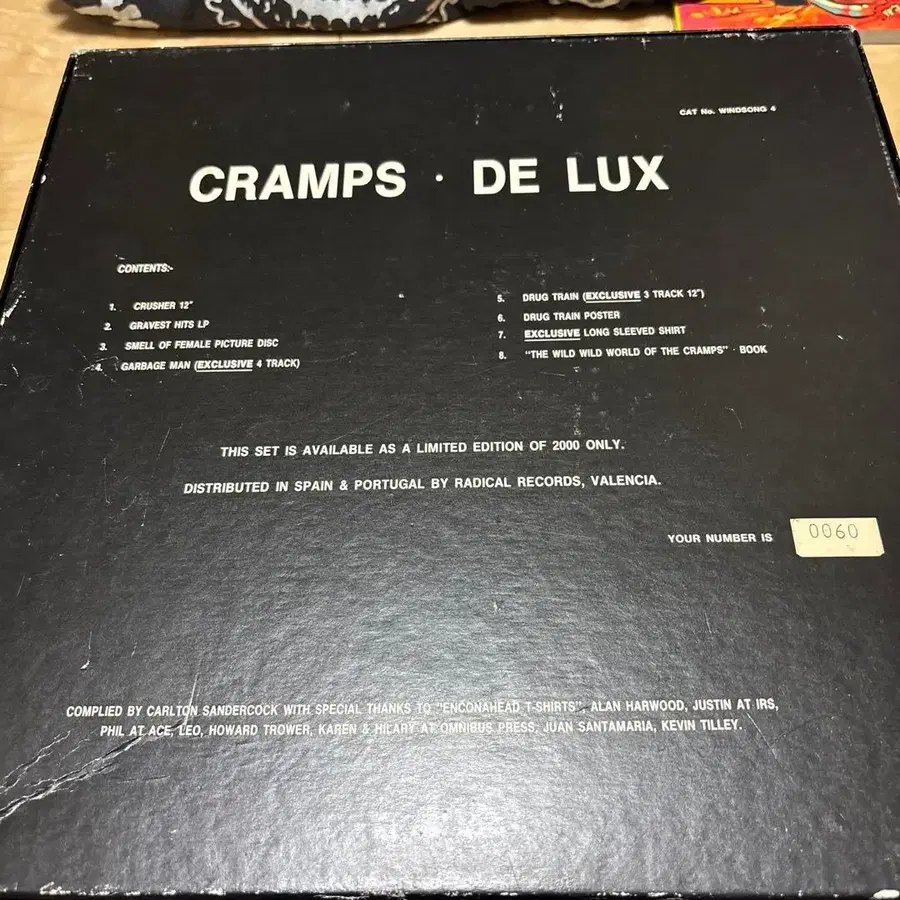 CAT No. WINDSONG 4
CRAMPS · DE LUX
CONTENTS:-
1. CRUSHER 12"
2. GRAVEST HITS LP
3. SMELL OF FEMALE PICTURE DISC
4. GARBAGE MAN (EXCLUSIVE 4 TRACK)
5. DRUG TRAIN (EXCLUSIVE 3 TRACK 12")
6. DRUG TRAIN POSTER
7. EXCLUSIVE LONG SLEEVED SHIRT
8. "THE WILD WILD WORLD OF THE CRAMPS" · BOOK
THIS SET IS AVAILABLE AS A LIMITED EDITION OF 2000 ONLY.
DISTRIBUTED IN SPAIN & PORTUGAL BY RADICAL RECORDS, VALENCIA.
YOUR NUMBER IS 0060
COMPLIED BY CARLTON SANDERCOCK WITH SPECIAL THANKS TO "ENCONAHEAD T-SHIRTS", ALAN HARWOOD, JUSTIN AT IRS,
PHIL AT ACE, LEO, HOWARD TROWER, KAREN & HILARY AT OMNIBUS PRESS, JUAN SANTAMARIA, KEVIN TILLEY.